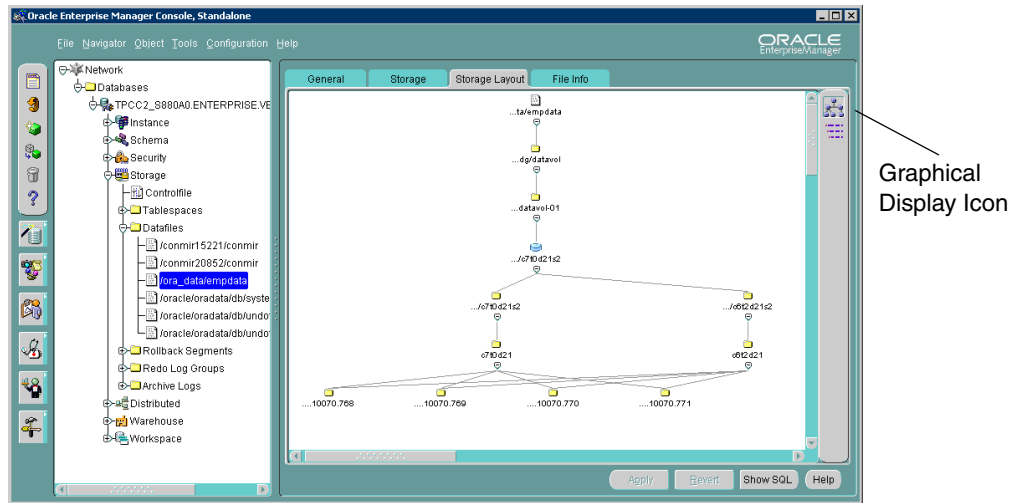 Oracle Enterprise Manager Console, Standalone
File Navigator Object Tools Configuration Help
ORACLE
EnterpriseManager
Network
Databases
TPCC2_S880A0.ENTERPRISE.VE
Instance
Schema
Security
Storage
Controlfile
Tablespaces
Datafiles
/conmir15221/conmir
/conmir20852/conmir
/ora_data/empdata
/oracle/oradata/db/syste
/oracle/oradata/db/undo
/oracle/oradata/db/undo
Rollback Segments
Redo Log Groups
Archive Logs
Distributed
Warehouse
Workspace
General Storage Storage Layout File Info
...ta/empdata
...dg/datavol
...datavol-01
.../c7t0d21s2
.../c7t0d21s2 .../c6t2d21s2
c7t0d21 c6t2d21
....10070.768 ....10070.769 ....10070.770 ....10070.771
Apply Revert Show SQL Help
Graphical
Display Icon